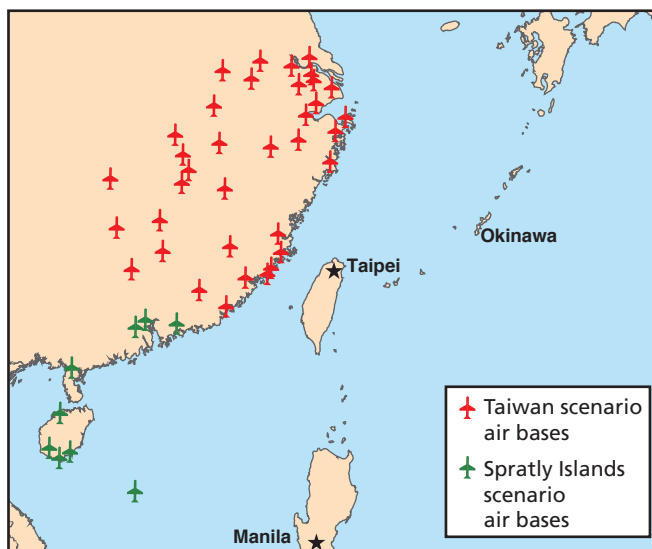 Okinawa
Taipei
Taiwan scenario
air bases
Spratly Islands
scenario
air bases
Manila